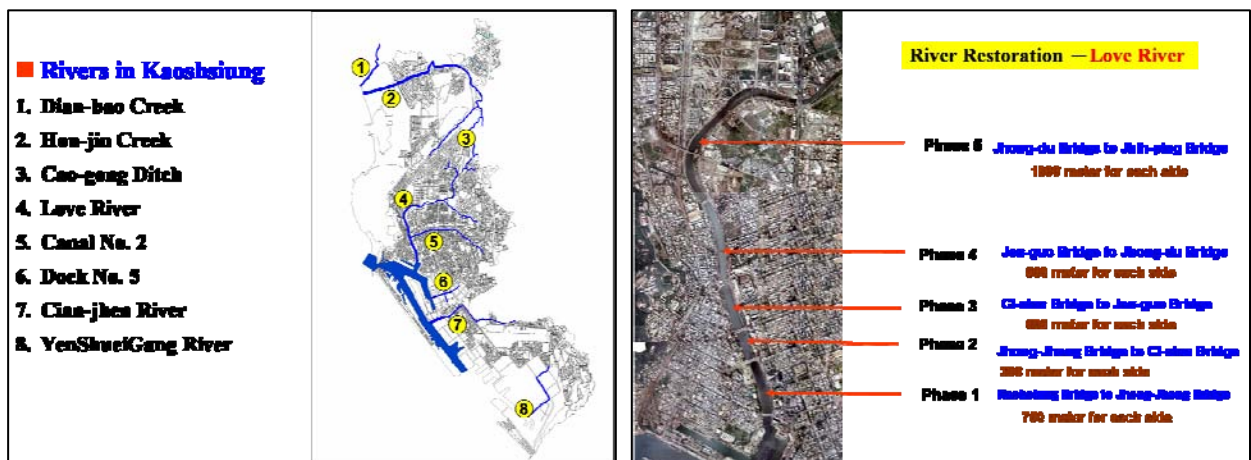 Rivers in Kaoshsiung
1. Dian-bao Creek
2. Hou-jin Creek
3. Cao-gong Ditch
4. Love River
5. Canal No. 2
6. Dock No. 5
7. Cian-jhen River
8. YenShueiGang River
1
2
3
4
5
6
7
8
River Restoration —Love River
Phase 5 Jhong-du Bridge to Jhih-ping Bridge
meter for each side
Phase 4 Jen-guo Bridge to Jhong-du Bridge
meter for each side
Phase 3 Ci-sian Bridge to Jen-guo Bridge
meter for each side
Phase 2 Jhong-Jheng Bridge to Ci-sian Bridge
meter for each side
Phase 1 Bridge to Jhong-Jheng Bridge
meter for each side